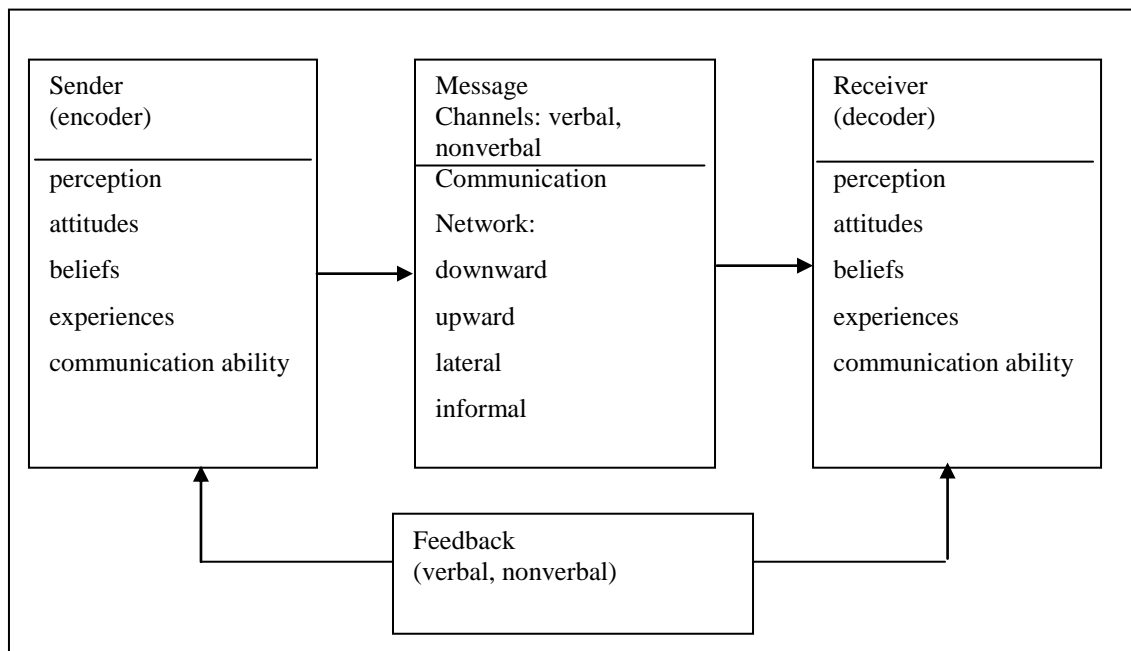 Sender
(encoder)
perception
attitudes
beliefs
experiences
communication ability
Message
Channels: verbal,
nonverbal
Communication
Network:
downward
upward
lateral
informal
Receiver
(decoder)
perception
attitudes
beliefs
experiences
communication ability
Feedback
(verbal, nonverbal)